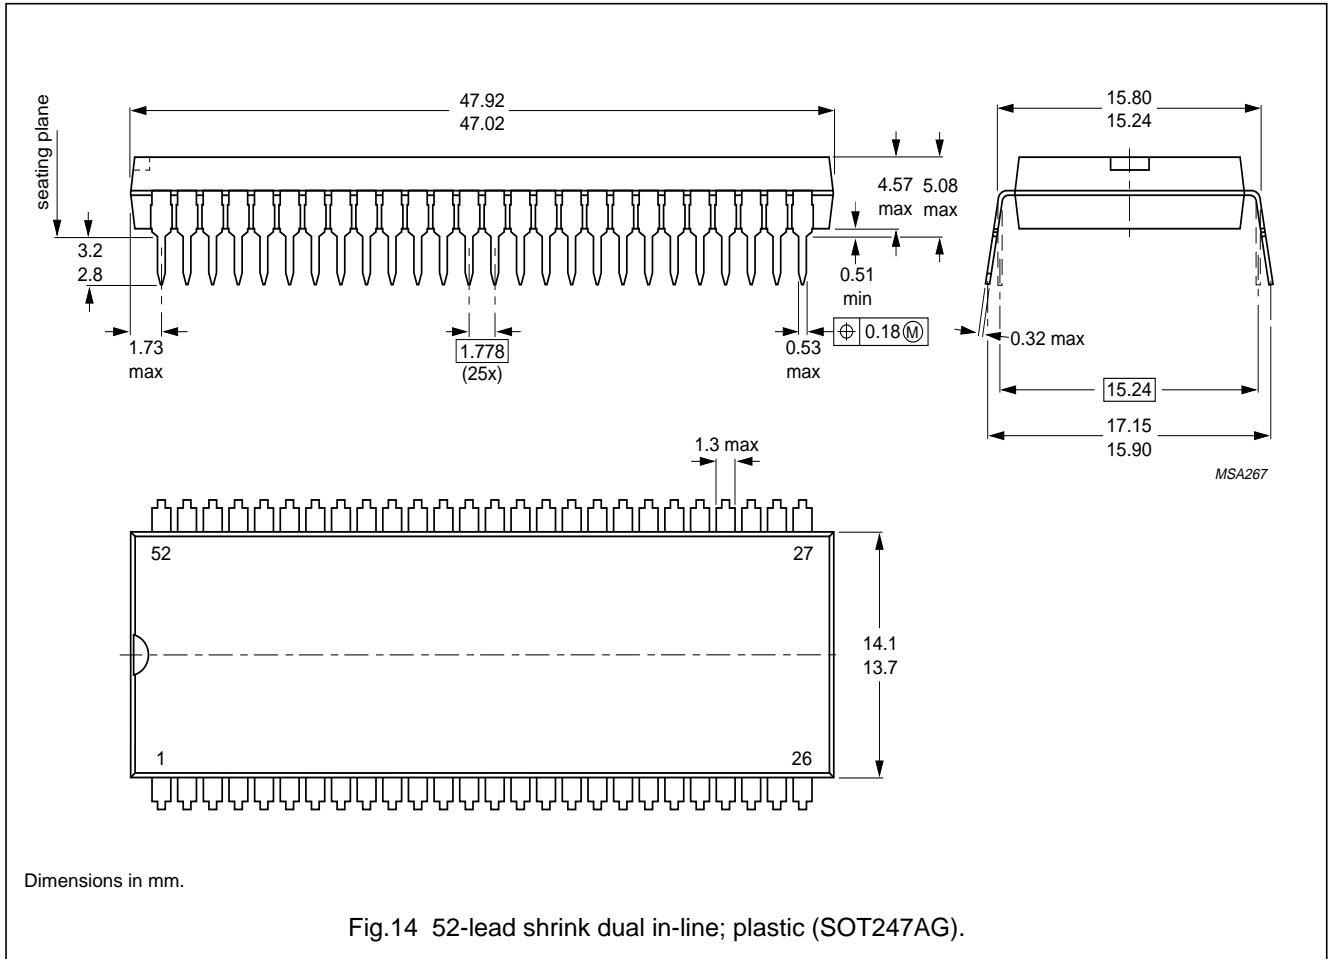 seating plane
47.92
47.02
15.80
15.24
4.57
max
5.08
max
3.2
2.8
0.51
min
1.73
max
1.778
(25x)
0.53
max
⌖ 0.18 Ⓜ
0.32 max
15.24
17.15
15.90
MSA267
1.3 max
52
27
14.1
13.7
1
26
Dimensions in mm.
Fig.14 52-lead shrink dual in-line; plastic (SOT247AG).